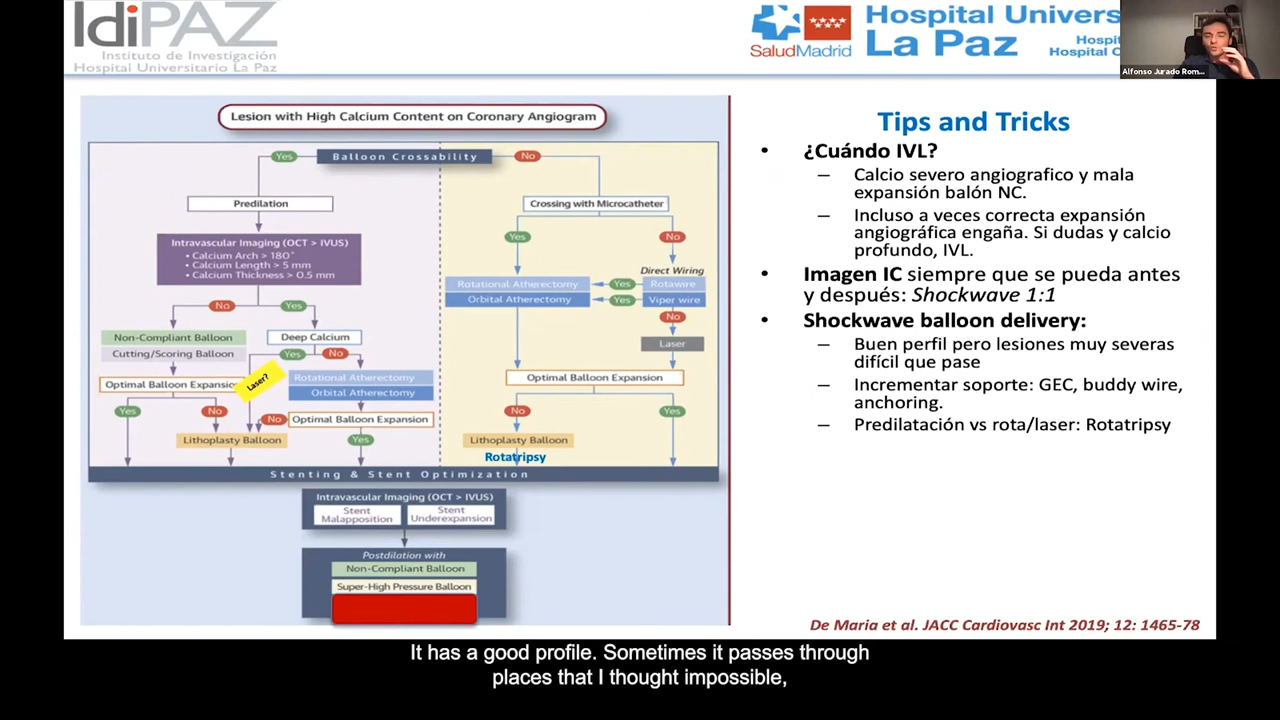 IdiPAZ
Instituto de Investigación
Hospital Universitario La Paz
SaludMadrid
Hospital Univers
La Paz
Hospit
Hospital C
Alfonso Jurado Rom...
Lesion with High Calcium Content on Coronary Angiogram
Yes
Balloon Crossability
No
Predilation
Intravascular Imaging (OCT > IVUS)
• Calcium Arch > 180°
• Calcium Length > 5 mm
• Calcium Thickness > 0.5 mm
No
Yes
Non-Compliant Balloon
Cutting/Scoring Balloon
Deep Calcium
Yes
No
Optimal Balloon Expansio
Laser?
Rotational Atherectomy
Orbital Atherectomy
Yes
No
No
Optimal Balloon Expansion
Lithoplasty Balloon
Yes
Crossing with Microcatheter
Yes
No
Direct Wiring
Rotational Atherectomy
Yes
Rotawire
Orbital Atherectomy
Yes
Viper wire
No
Laser
Optimal Balloon Expansion
No
Yes
Lithoplasty Balloon
Rotatripsy
Stenting & Stent Optimization
Intravascular Imaging (OCT > IVUS)
Stent
Malapposition
Stent
Underexpansion
Postdilation with
Non-Compliant Balloon
Super-High Pressure Balloon
Tips and Tricks
• ¿Cuándo IVL?
– Calcio severo angiografico y mala
expansión balón NC.
– Incluso a veces correcta expansión
angiográfica engaña. Si dudas y calcio
profundo, IVL.
• Imagen IC siempre que se pueda antes
y después: Shockwave 1:1
• Shockwave balloon delivery:
– Buen perfil pero lesiones muy severas
difícil que pase
– Incrementar soporte: GEC, buddy wire,
anchoring.
– Predilatación vs rota/laser: Rotatripsy
De Maria et al. JACC Cardiovasc Int 2019; 12: 1465-78
It has a good profile. Sometimes it passes through
places that I thought impossible,